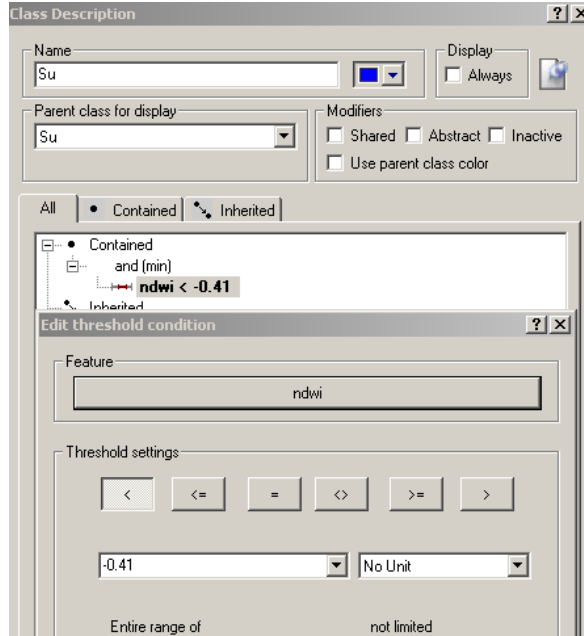 Class Description
Name
Display
Su
Always
Parent class for display
Modifiers
Su
Shared Abstract Inactive
Use parent class color
All Contained Inherited
Contained
and (min)
ndwi < -0.41
Inherited
Edit threshold condition
Feature
ndwi
Threshold settings
< <= = <> >= >
-0.41 No Unit
Entire range of not limited